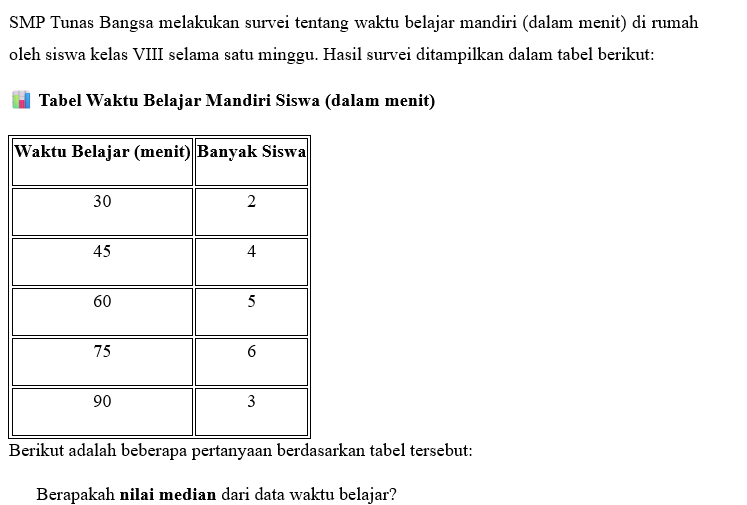 SMP Tunas Bangsa melakukan survei tentang waktu belajar mandiri (dalam menit) di rumah
oleh siswa kelas VIII selama satu minggu. Hasil survei ditampilkan dalam tabel berikut:
Tabel Waktu Belajar Mandiri Siswa (dalam menit)
Waktu Belajar (menit) Banyak Siswa
30 2
45 4
60 5
75 6
90 3
Berikut adalah beberapa pertanyaan berdasarkan tabel tersebut:
Berapakah nilai median dari data waktu belajar?